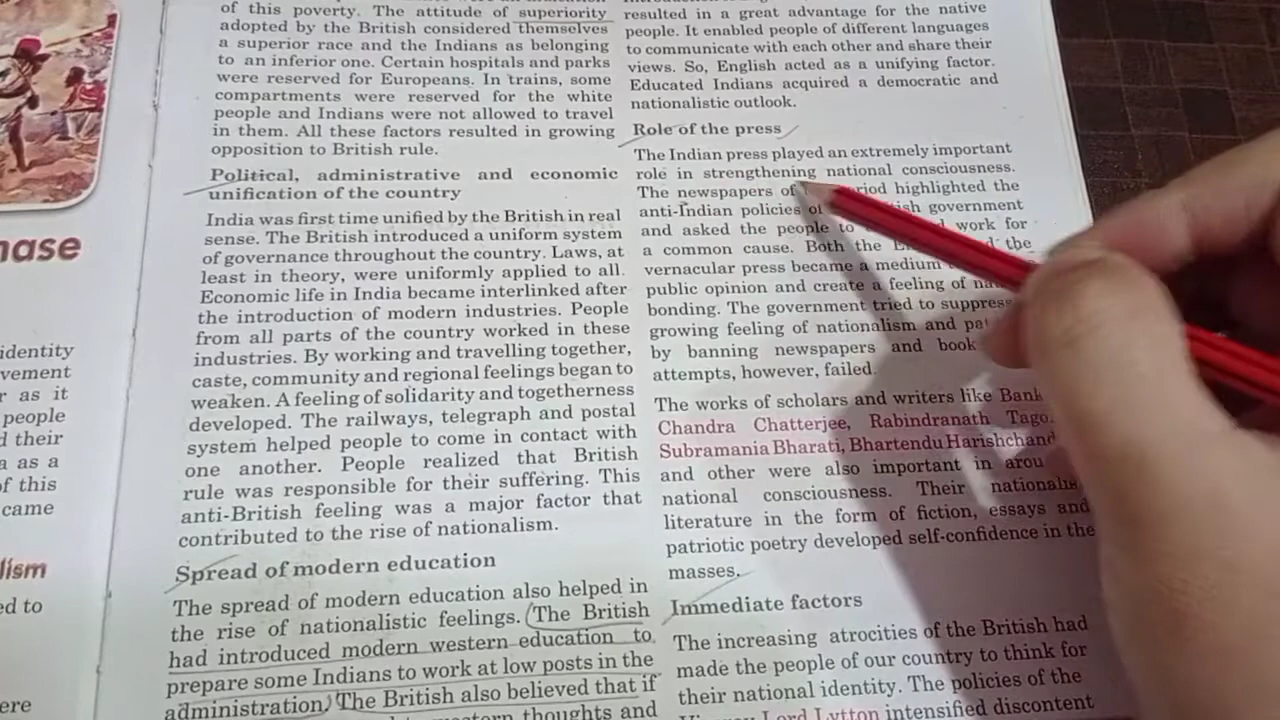 of this poverty. The attitude of superiority
adopted by the British considered themselves
a superior race and the Indians as belonging
to an inferior one. Certain hospitals and parks
were reserved for Europeans. In trains, some
compartments were reserved for the white
people and Indians were not allowed to travel
in them. All these factors resulted in growing
opposition to British rule.
Political, administrative and economic
unification of the country
India was first time unified by the British in real
sense. The British introduced a uniform system
of governance throughout the country. Laws, at
least in theory, were uniformly applied to all.
Economic life in India became interlinked after
the introduction of modern industries. People
from all parts of the country worked in these
industries. By working and travelling together,
caste, community and regional feelings began to
weaken. A feeling of solidarity and togetherness
developed. The railways, telegraph and postal
system helped people to come in contact with
one another. People realized that British
rule was responsible for their suffering. This
anti-British feeling was a major factor that
contributed to the rise of nationalism.
Spread of modern education
The spread of modern education also helped in
the rise of nationalistic feelings. (The British
had introduced modern western education to
prepare some Indians to work at low posts in the
administration) The British also believed that if
thoughts and
resulted in a great advantage for the native
people. It enabled people of different languages
to communicate with each other and share their
views. So, English acted as a unifying factor.
Educated Indians acquired a democratic and
nationalistic outlook.
Role of the press
The Indian press played an extremely important
role in strengthening national consciousness.
The newspapers of highlighted the
anti-Indian policies government
and asked the people to work for
a common cause. Both the the
vernacular press became a medium
public opinion and create a feeling of
bonding. The government tried to suppress
growing feeling of nationalism and
by banning newspapers and
attempts, however, failed.
The works of scholars and writers like
Chandra Chatterjee, Rabindranath
Subramania Bharati, Bhartendu
and other were also important in
national consciousness. Their
literature in the form of fiction, essays and
patriotic poetry developed self-confidence in the
masses.
Immediate factors
The increasing atrocities of the British had
made the people of our country to think for
their national identity. The policies of the
Lord Lytton intensified discontent
identity
as it
people
their
as a
of this
came
to